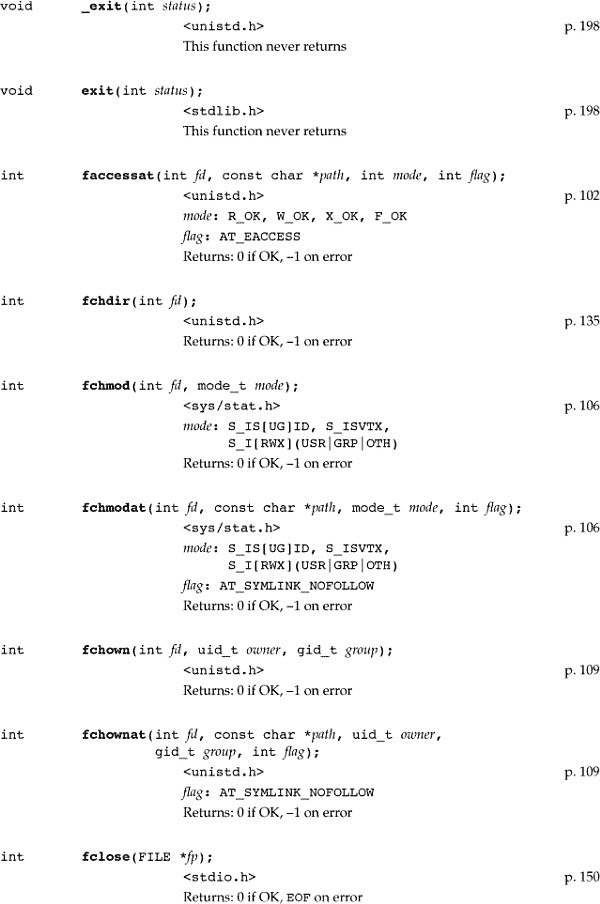 void _exit(int status);
<unistd.h> p. 198
This function never returns
void exit(int status);
<stdlib.h> p. 198
This function never returns
int faccessat(int fd, const char *path, int mode, int flag);
<unistd.h> p. 102
mode: R_OK, W_OK, X_OK, F_OK
flag: AT_EACCESS
Returns: 0 if OK, –1 on error
int fchdir(int fd);
<unistd.h> p. 135
Returns: 0 if OK, –1 on error
int fchmod(int fd, mode_t mode);
<sys/stat.h> p. 106
mode: S_IS[UG]ID, S_ISVTX,
S_I[RWX](USR|GRP|OTH)
Returns: 0 if OK, –1 on error
int fchmodat(int fd, const char *path, mode_t mode, int flag);
<sys/stat.h> p. 106
mode: S_IS[UG]ID, S_ISVTX,
S_I[RWX](USR|GRP|OTH)
flag: AT_SYMLINK_NOFOLLOW
Returns: 0 if OK, –1 on error
int fchown(int fd, uid_t owner, gid_t group);
<unistd.h> p. 109
Returns: 0 if OK, –1 on error
int fchownat(int fd, const char *path, uid_t owner,
gid_t group, int flag);
<unistd.h> p. 109
flag: AT_SYMLINK_NOFOLLOW
Returns: 0 if OK, –1 on error
int fclose(FILE *fp);
<stdio.h> p. 150
Returns: 0 if OK, EOF on error